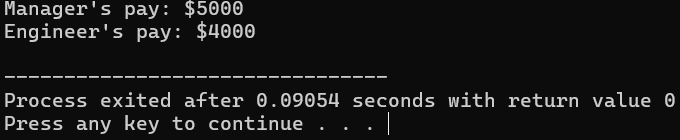 Manager's pay: $5000
Engineer's pay: $4000
--------------------------------
Process exited after 0.09054 seconds with return value 0
Press any key to continue . . .